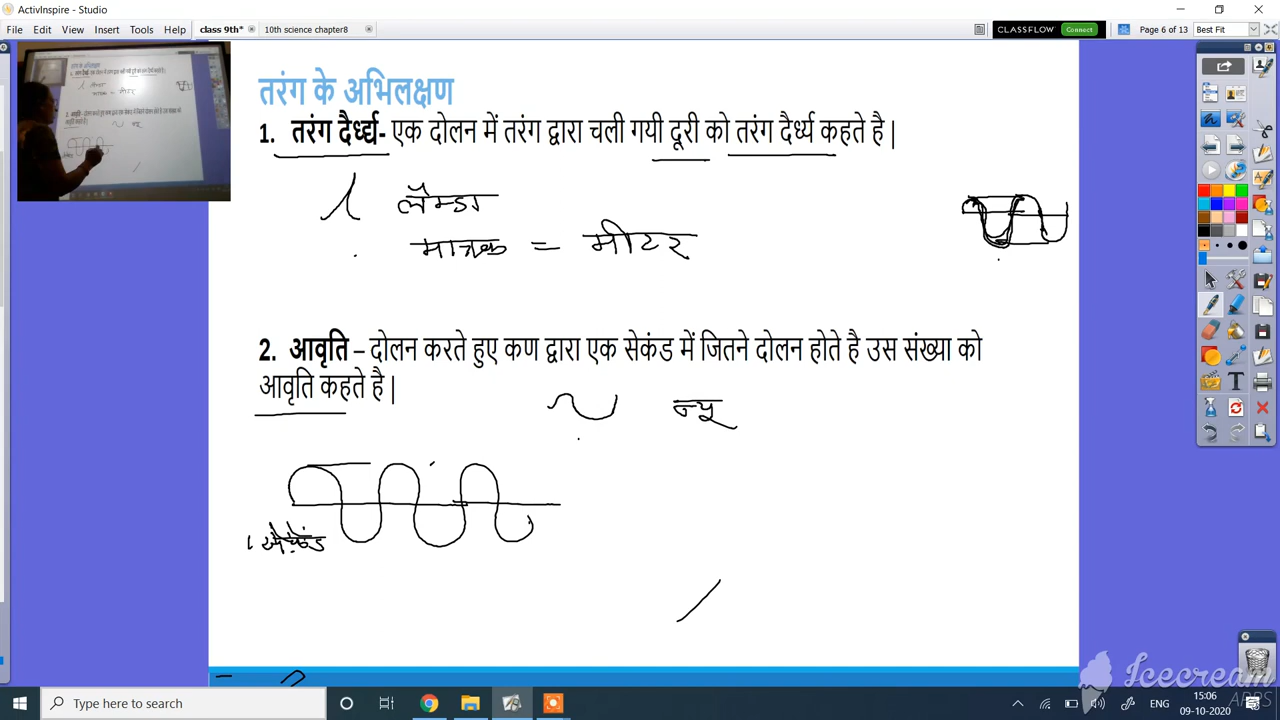 ActivInspire - Studio
File Edit View Insert Tools Help
class 9th* 10th science chapter8
CLASSFLOW Connect
Page 6 of 13 Best Fit
तरंग के अभिलक्षण
1. तरंग दैर्ध्य- एक दोलन में तरंग द्वारा चली गयी दूरी को तरंग दैर्ध्य कहते है|
λ लैम्डा
मात्रक = मीटर
2. आवृति – दोलन करते हुए कण द्वारा एक सेकंड में जितने दोलन होते है उस संख्या को
आवृति कहते है|
न्यू
1 सैकंड
Icecream
APPS
Type here to search
ENG
15:06
09-10-2020